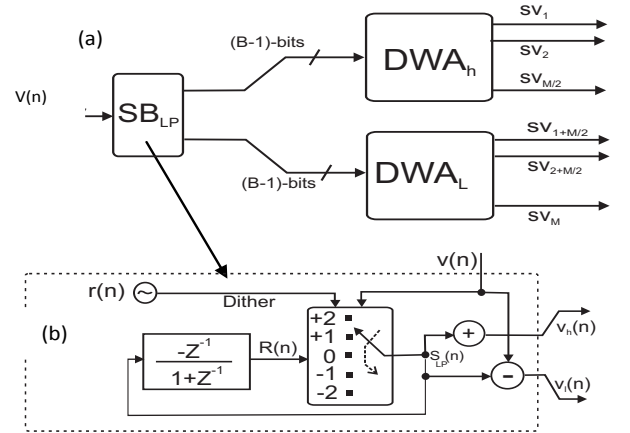 (a)
V(n)
SB_LP
(B-1)-bits
(B-1)-bits
DWA_h
sv_1
sv_2
sv_M/2
DWA_L
sv_1+M/2
sv_2+M/2
sv_M
(b)
r(n)
Dither
v(n)
-Z^-1
1+Z^-1
R(n)
+2
+1
0
-1
-2
S_LP(n)
+
-
v_h(n)
v_l(n)